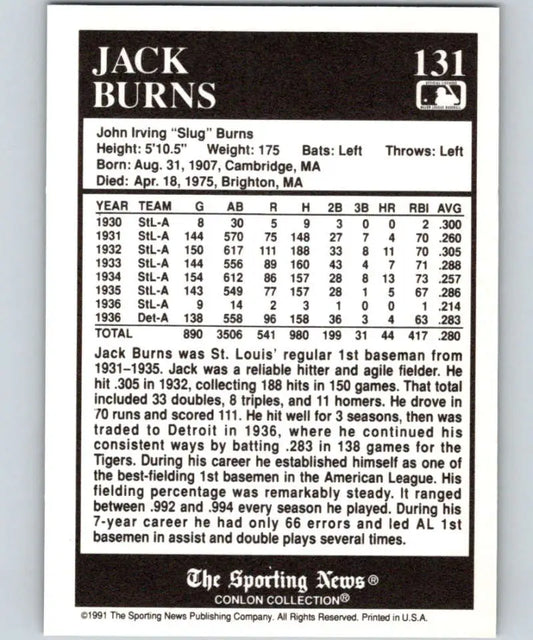 JACK 131
BURNS
John Irving "Slug" Burns
Height: 5'10.5" Weight: 175 Bats: Left Throws: Left
Born: Aug. 31, 1907, Cambridge, MA
Died: Apr. 18, 1975, Brighton, MA
YEAR TEAM G AB R H 2B 3B HR RBI AVG
1930 StL-A 8 30 5 9 3 0 0 2 .300
1931 StL-A 144 570 75 148 27 7 4 70 .260
1932 StL-A 150 617 111 188 33 8 11 70 .305
1933 StL-A 144 556 89 160 43 4 7 71 .288
1934 StL-A 154 612 86 157 28 8 13 73 .257
1935 StL-A 143 549 77 157 28 1 5 67 .286
1936 StL-A 9 14 2 3 1 0 0 1 .214
1936 Det-A 138 558 96 158 36 3 4 63 .283
TOTAL 890 3506 541 980 199 31 44 417 .280
Jack Burns was St. Louis' regular 1st baseman from
1931–1935. Jack was a reliable hitter and agile fielder. He
hit .305 in 1932, collecting 188 hits in 150 games. That total
included 33 doubles, 8 triples, and 11 homers. He drove in
70 runs and scored 111. He hit well for 3 seasons, then was
traded to Detroit in 1936, where he continued his
consistent ways by batting .283 in 138 games for the
Tigers. During his career he established himself as one of
the best-fielding 1st basemen in the American League. His
fielding percentage was remarkably steady. It ranged
between .992 and .994 every season he played. During his
7-year career he had only 66 errors and led AL 1st
basemen in assist and double plays several times.
The Sporting News®
CONLON COLLECTION®
©1991 The Sporting News Publishing Company. All Rights Reserved. Printed in U.S.A.